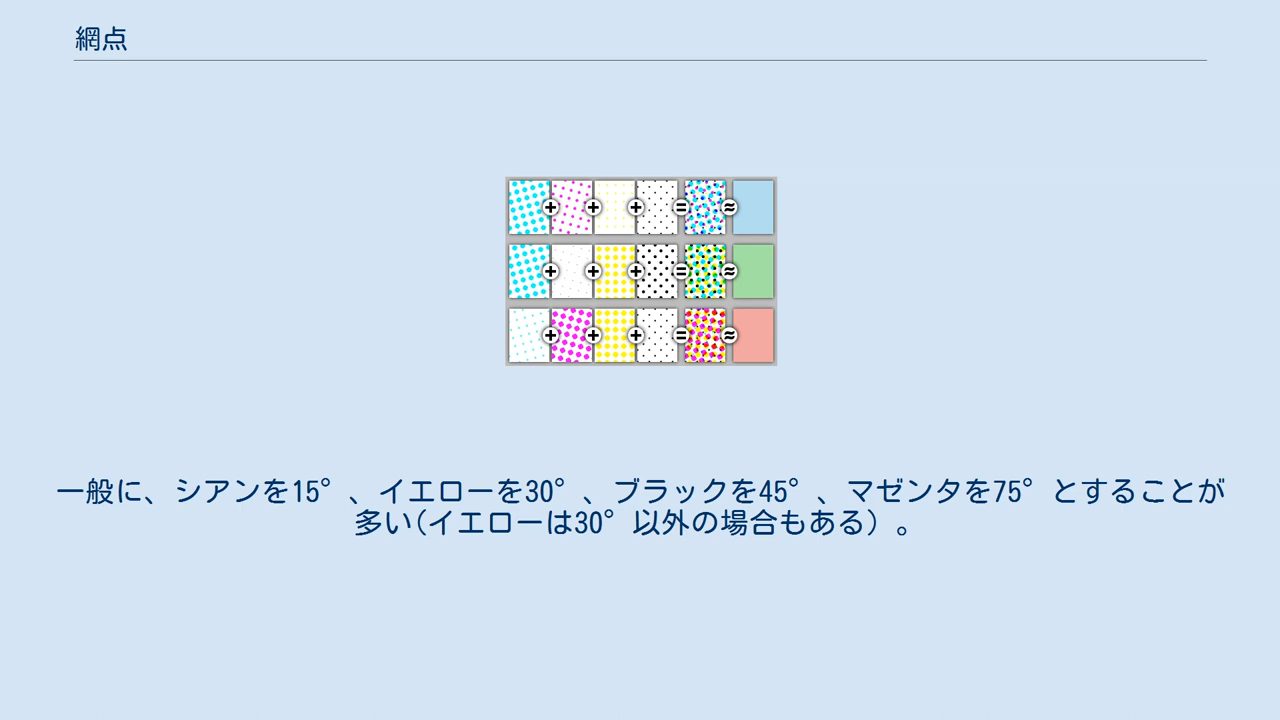 網点
+ + + = ≈
+ + + = ≈
+ + + = ≈
一般に、シアンを15°、イエローを30°、ブラックを45°、マゼンタを75°とすることが
多い(イエローは30°以外の場合もある）。